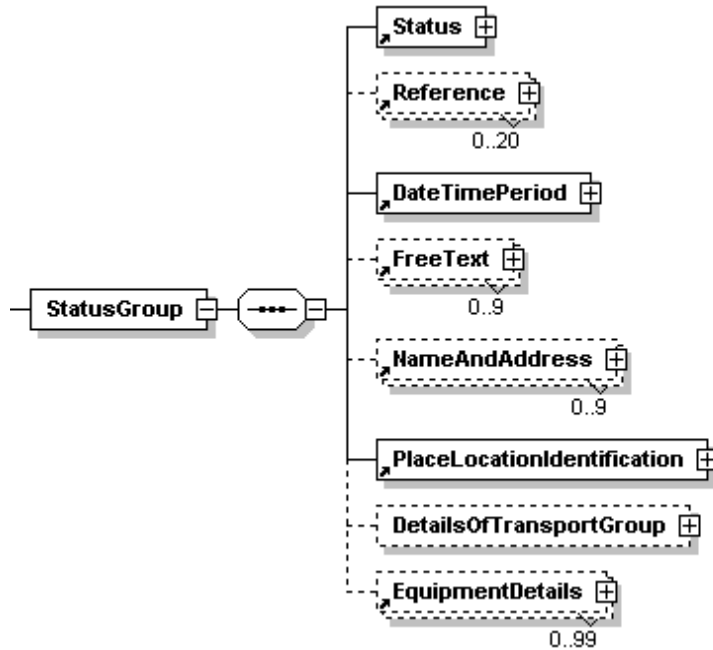 Status
Reference
0..20
DateTimePeriod
FreeText
0..9
StatusGroup
NameAndAddress
0..9
PlaceLocationIdentification
DetailsOfTransportGroup
EquipmentDetails
0..99